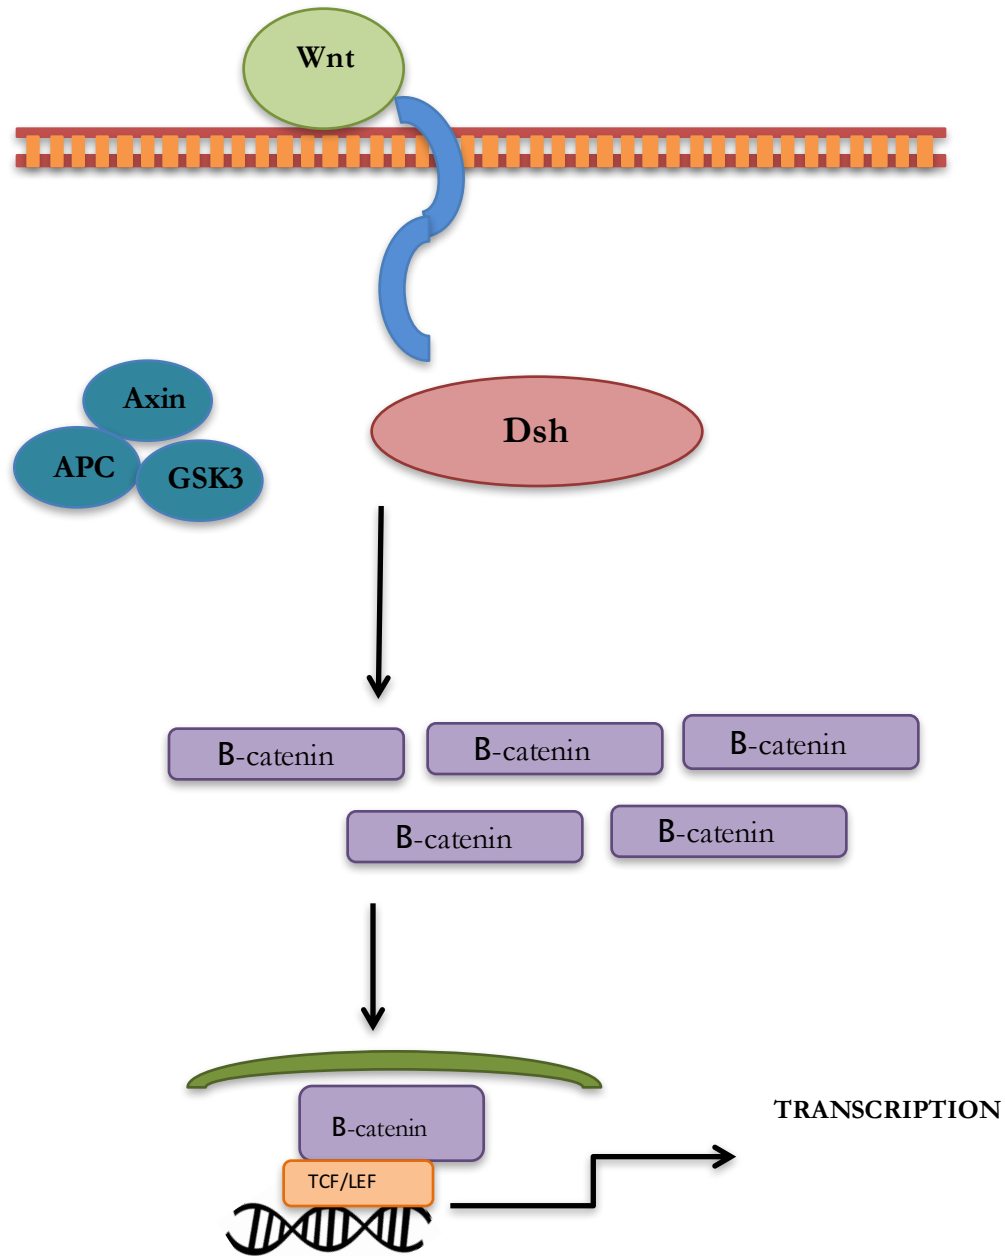 Wnt
Axin
APC
GSK3
Dsh
B-catenin
B-catenin
B-catenin
B-catenin
B-catenin
B-catenin
TCF/LEF
TRANSCRIPTION